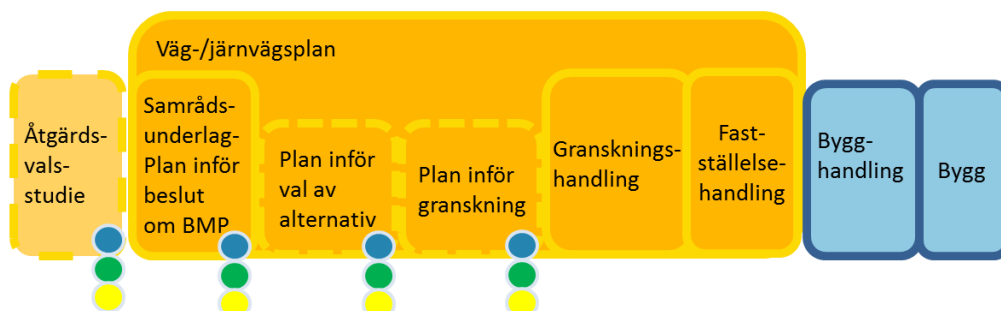 Väg-/järnvägsplan
Åtgärds-
vals-
studie
Samråds-
underlag-
Plan inför
beslut
om BMP
Plan inför
val av
alternativ
Plan inför
granskning
Gransknings-
handling
Fast-
ställelse-
handling
Bygg-
handling
Bygg